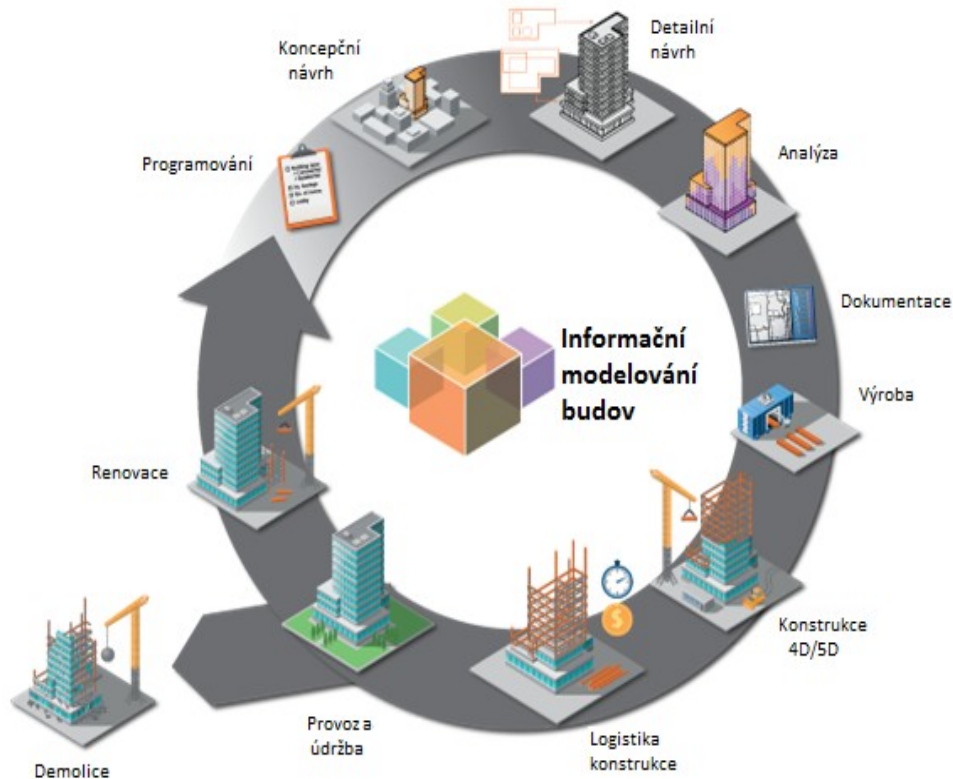 Koncepční
návrh
Detailní
návrh
Programování
Analýza
Dokumentace
Informační
modelování
budov
Výroba
Renovace
Konstrukce
4D/5D
Provoz a
údržba
Logistika
konstrukce
Demolice
$